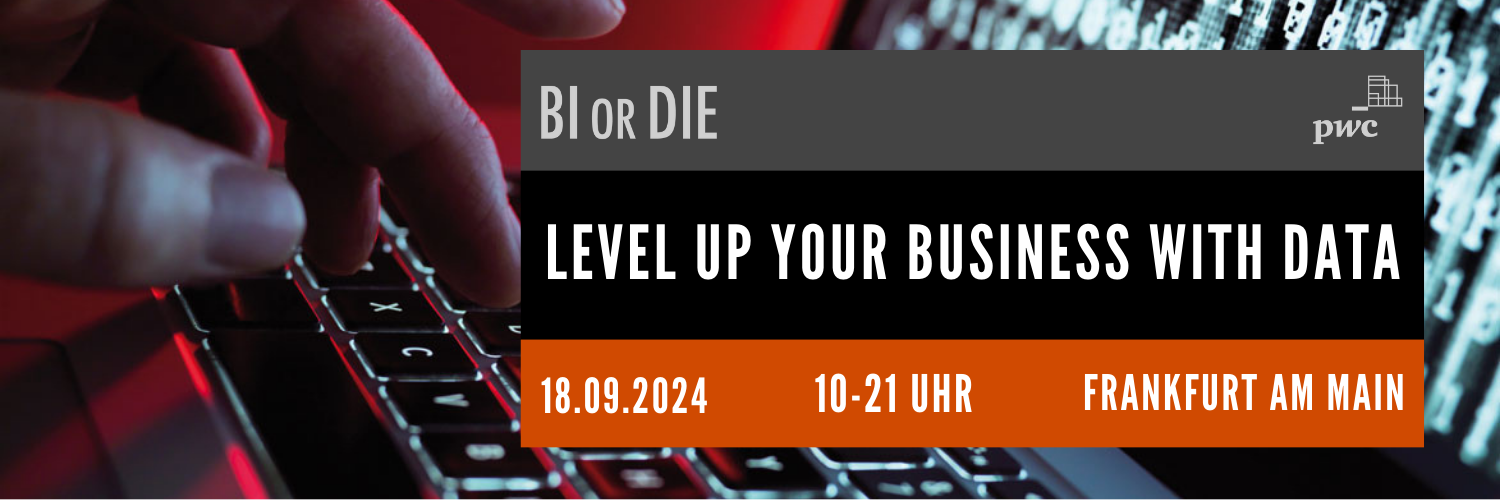 BI OR DIE
pwc
LEVEL UP YOUR BUSINESS WITH DATA
18.09.2024 10-21 UHR FRANKFURT AM MAIN
X
C
V
B
N